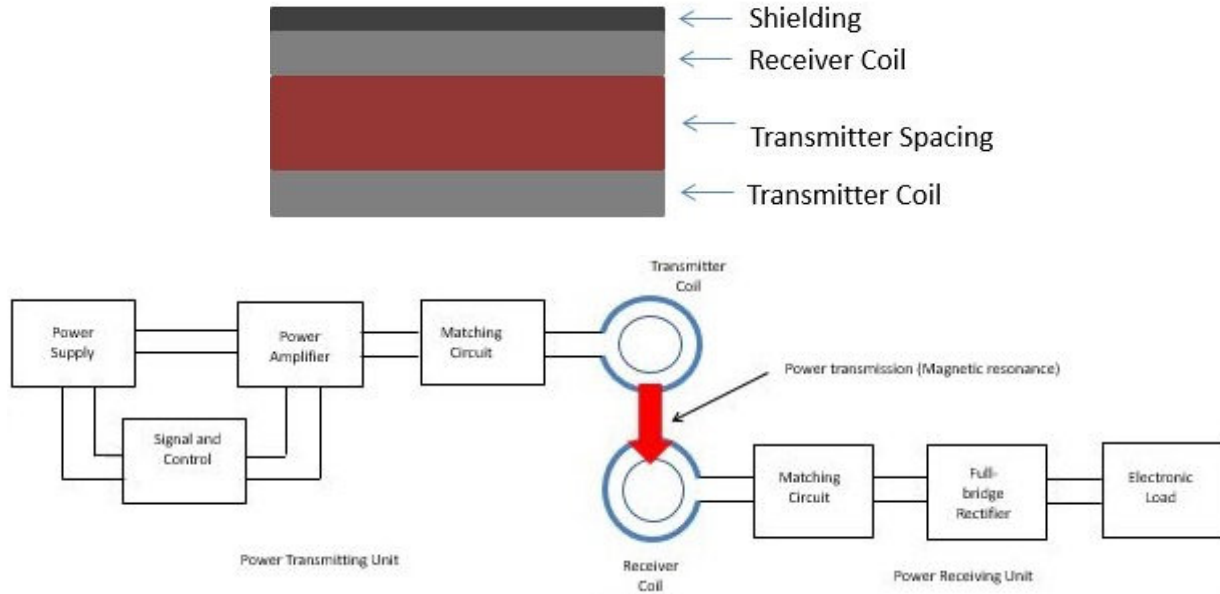 Shielding
Receiver Coil
Transmitter Spacing
Transmitter Coil
Transmitter
Coil
Power
Supply
Power
Amplifier
Matching
Circuit
Power transmission (Magnetic resonance)
Signal and
Control
Matching
Circuit
Full-
bridge
Rectifier
Electronic
Load
Power Transmitting Unit
Receiver
Coil
Power Receiving Unit